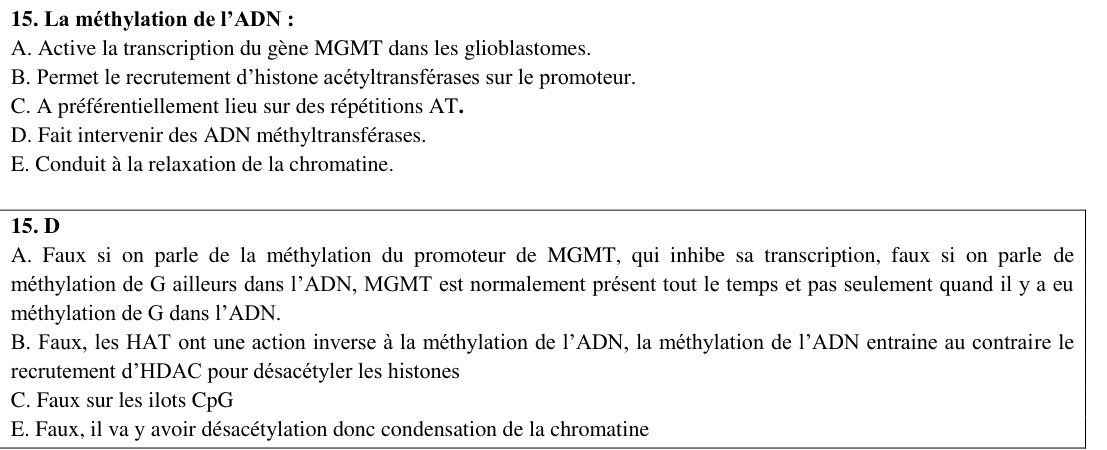 15. La méthylation de l’ADN :
A. Active la transcription du gène MGMT dans les glioblastomes.
B. Permet le recrutement d’histone acétyltransférases sur le promoteur.
C. A préférentiellement lieu sur des répétitions AT.
D. Fait intervenir des ADN méthyltransférases.
E. Conduit à la relaxation de la chromatine.
15. D
A. Faux si on parle de la méthylation du promoteur de MGMT, qui inhibe sa transcription, faux si on parle de
méthylation de G ailleurs dans l’ADN, MGMT est normalement présent tout le temps et pas seulement quand il y a eu
méthylation de G dans l’ADN.
B. Faux, les HAT ont une action inverse à la méthylation de l’ADN, la méthylation de l’ADN entraine au contraire le
recrutement d’HDAC pour désacétyler les histones
C. Faux sur les ilots CpG
E. Faux, il va y avoir désacétylation donc condensation de la chromatine